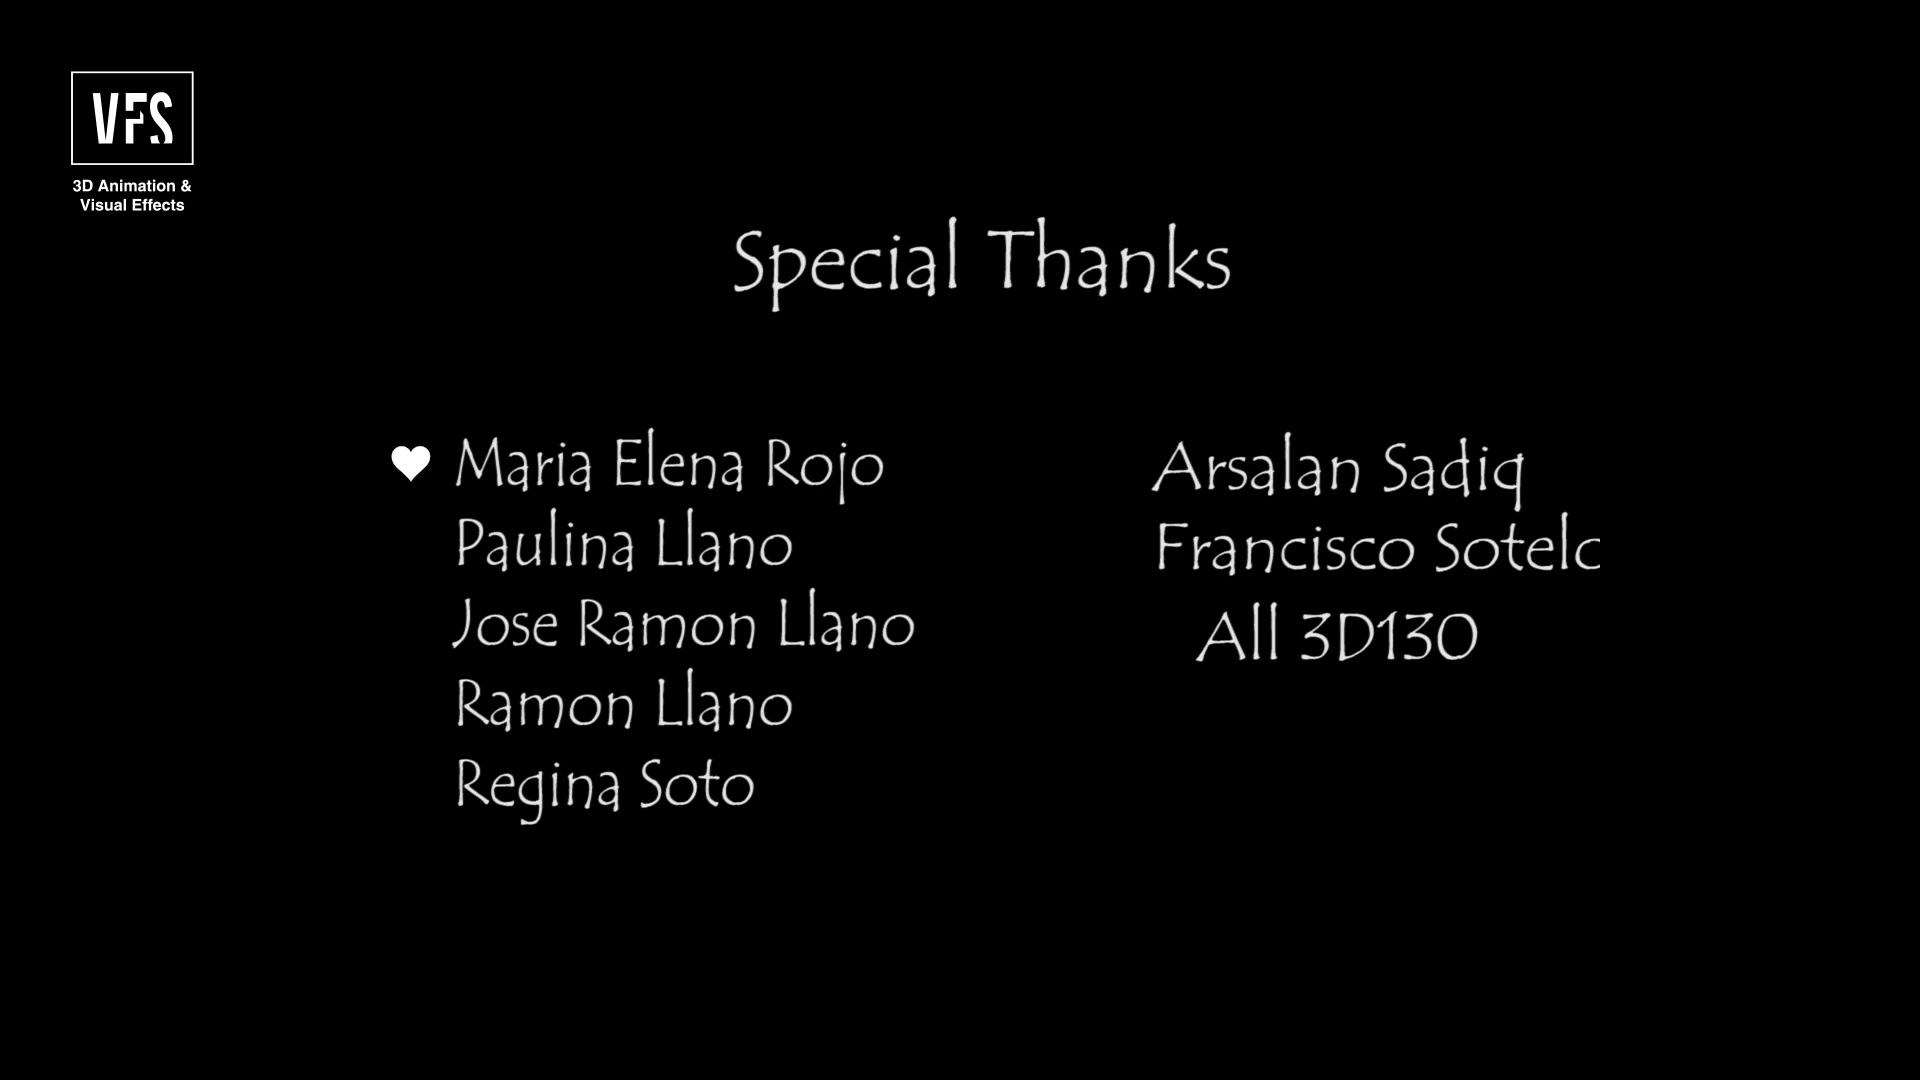 VFS
3D Animation &
Visual Effects
Special Thanks
♥ Maria Elena Rojo
Paulina Llano
Jose Ramon Llano
Ramon Llano
Regina Soto
Arsalan Sadiq
Francisco Sotelo
All 3D130